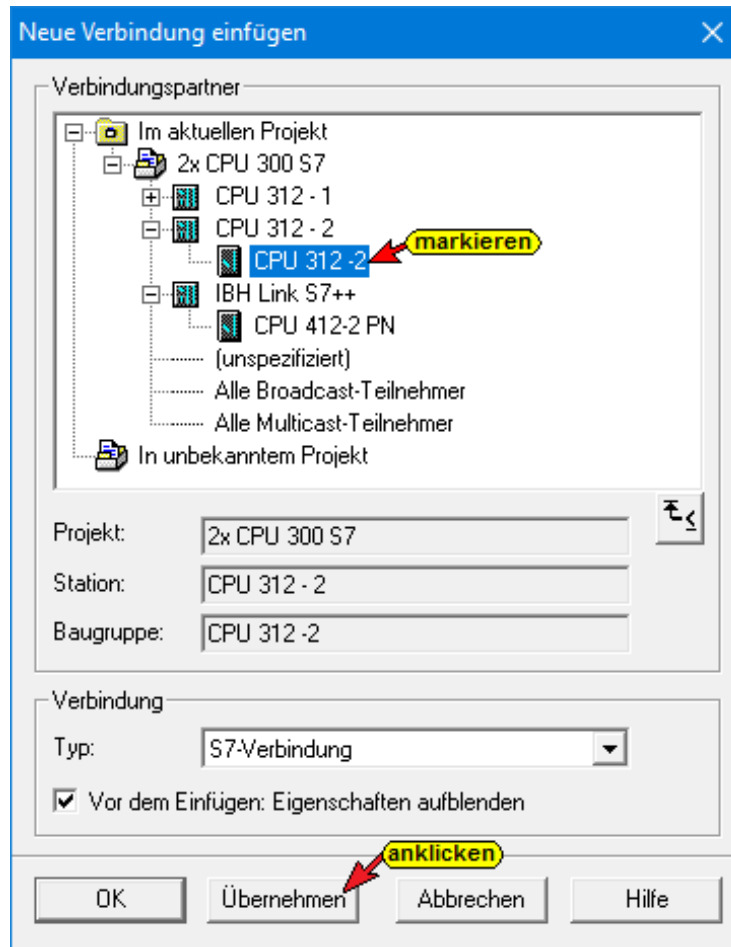 Neue Verbindung einfügen
Verbindungspartner
Im aktuellen Projekt
2x CPU 300 S7
CPU 312 - 1
CPU 312 - 2
markieren
CPU 312 -2
IBH Link S7++
CPU 412-2 PN
(unspezifiziert)
Alle Broadcast-Teilnehmer
Alle Multicast-Teilnehmer
In unbekanntem Projekt
Projekt: 2x CPU 300 S7
Station: CPU 312 - 2
Baugruppe: CPU 312 -2
Verbindung
Typ: S7-Verbindung
Vor dem Einfügen: Eigenschaften aufblenden
anklicken
OK Übernehmen Abbrechen Hilfe